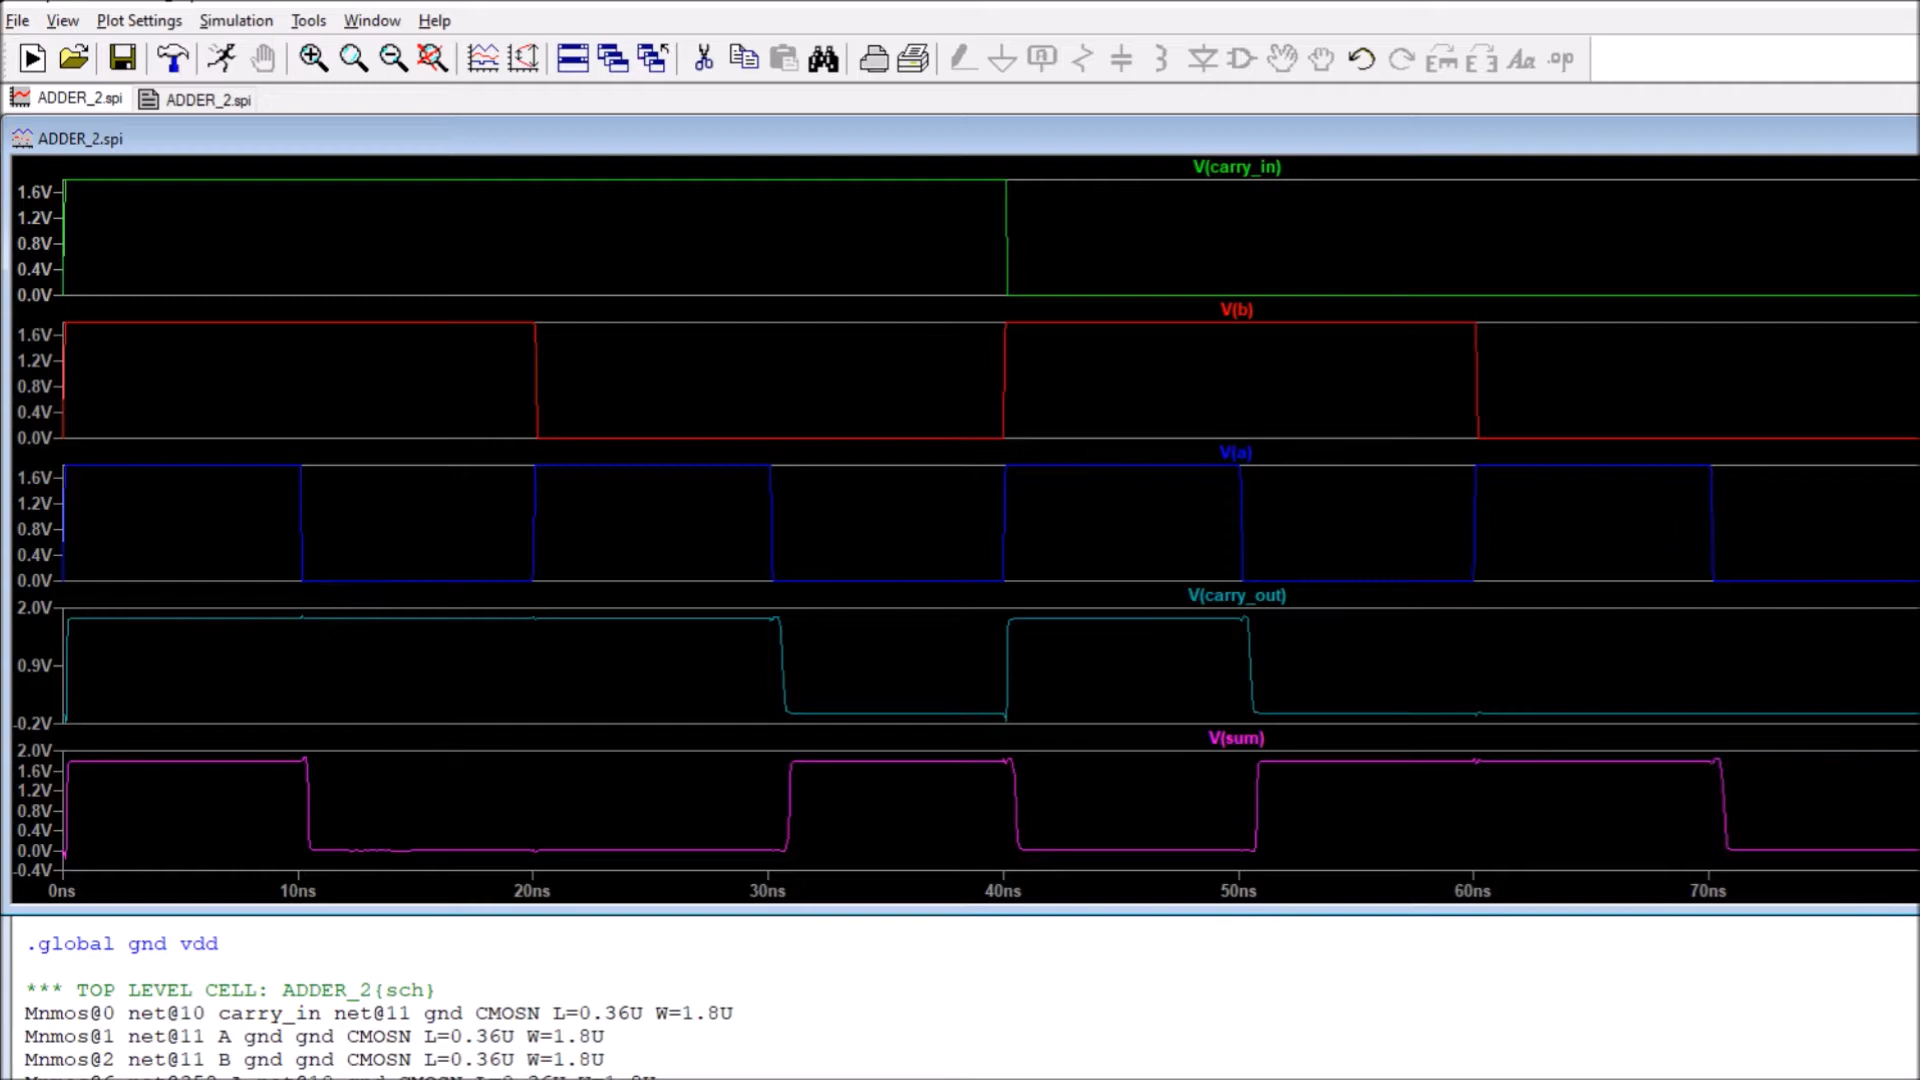 File View Plot Settings Simulation Tools Window Help
ADDER_2.spi ADDER_2.spi
ADDER_2.spi
V(carry_in)
1.6V
1.2V
0.8V
0.4V
0.0V
V(b)
1.6V
1.2V
0.8V
0.4V
0.0V
V(a)
1.6V
1.2V
0.8V
0.4V
0.0V
V(carry_out)
2.0V
0.9V
-0.2V
V(sum)
2.0V
1.6V
1.2V
0.8V
0.4V
0.0V
-0.4V
0ns 10ns 20ns 30ns 40ns 50ns 60ns 70ns
.global gnd vdd
*** TOP LEVEL CELL: ADDER_2{sch}
Mnmos@0 net@10 carry_in net@11 gnd CMOSN L=0.36U W=1.8U
Mnmos@1 net@11 A gnd gnd CMOSN L=0.36U W=1.8U
Mnmos@2 net@11 B gnd gnd CMOSN L=0.36U W=1.8U